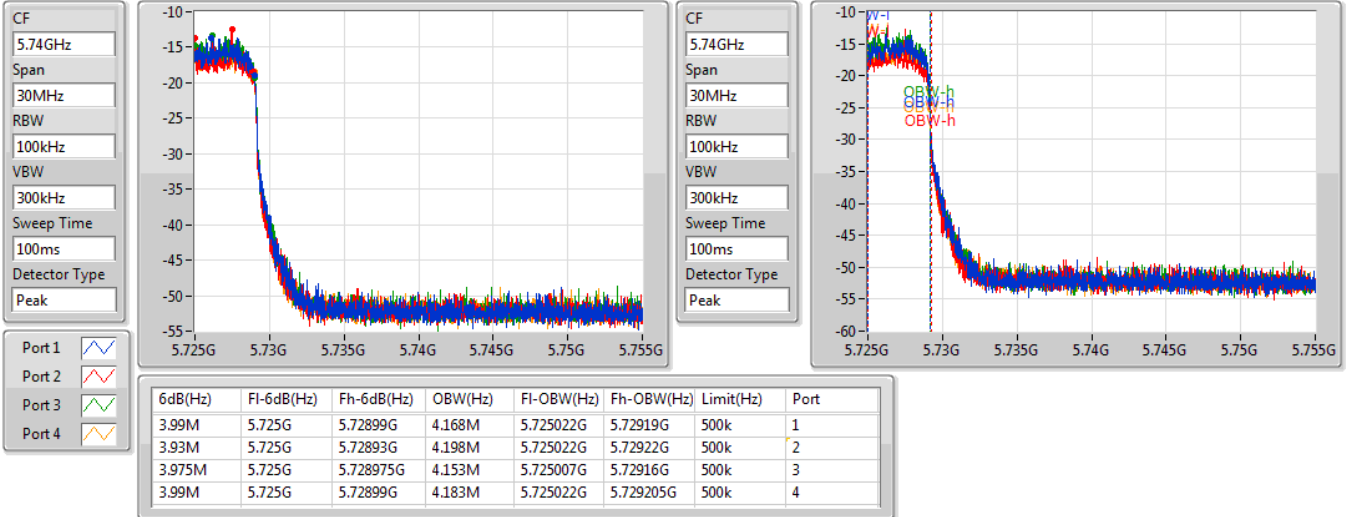 CF
5.74GHz
Span
30MHz
RBW
100kHz
VBW
300kHz
Sweep Time
100ms
Detector Type
Peak
-10
-15
-20
-25
-30
-35
-40
-45
-50
-55
5.725G 5.73G 5.735G 5.74G 5.745G 5.75G 5.755G
CF
5.74GHz
Span
30MHz
RBW
100kHz
VBW
300kHz
Sweep Time
100ms
Detector Type
Peak
-10
-15
-20
-25
-30
-35
-40
-45
-50
-55
-60
W-l
W-l
OBW-h
OBW-h
OBW-h
OBW-h
5.725G 5.73G 5.735G 5.74G 5.745G 5.75G 5.755G
Port 1
Port 2
Port 3
Port 4
6dB(Hz) Fl-6dB(Hz) Fh-6dB(Hz) OBW(Hz) Fl-OBW(Hz) Fh-OBW(Hz) Limit(Hz) Port
3.99M 5.725G 5.72899G 4.168M 5.725022G 5.72919G 500k 1
3.93M 5.725G 5.72893G 4.198M 5.725022G 5.72922G 500k 2
3.975M 5.725G 5.728975G 4.153M 5.725007G 5.72916G 500k 3
3.99M 5.725G 5.72899G 4.183M 5.725022G 5.729205G 500k 4